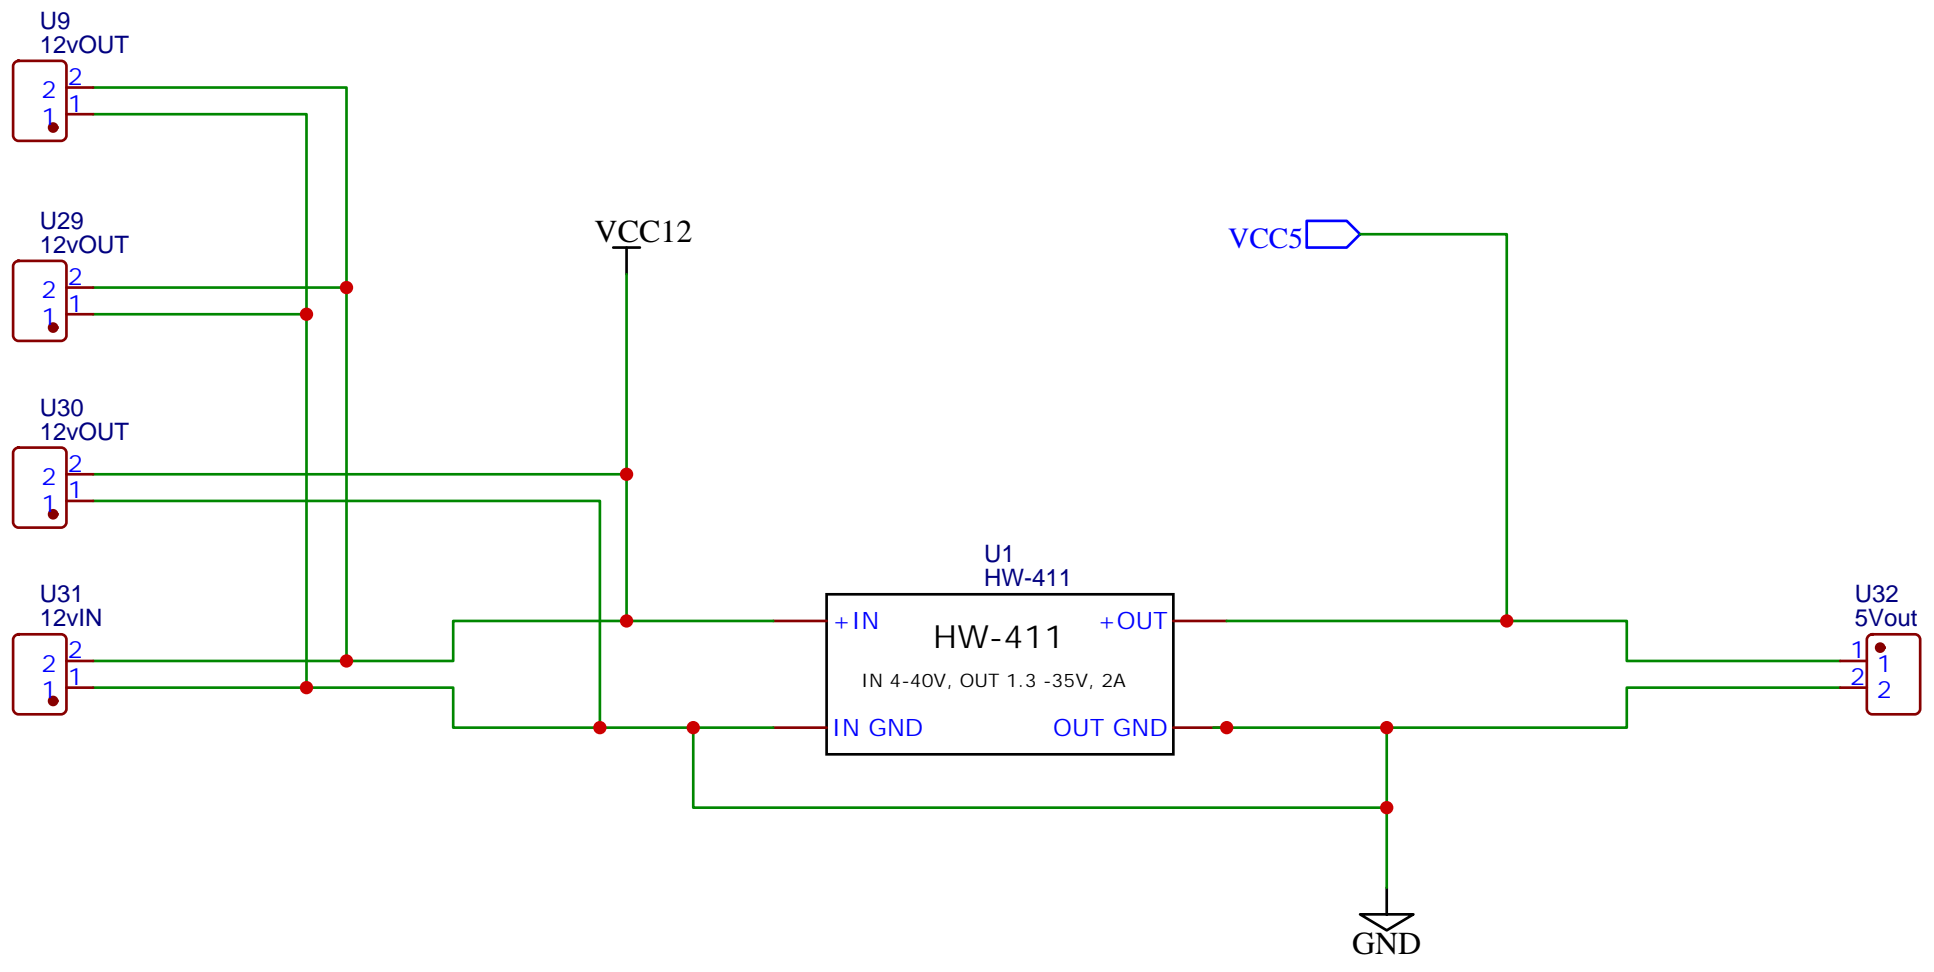 U9
12vOUT
2 2
1 1
U29
12vOUT
2 2
1 1
VCC12
VCC5
U30
12vOUT
2 2
1 1
U31
12vIN
2 2
1 1
U1
HW-411
+IN +OUT
HW-411
IN 4-40V, OUT 1.3 -35V, 2A
IN GND OUT GND
U32
5Vout
1 1
2 2
GND